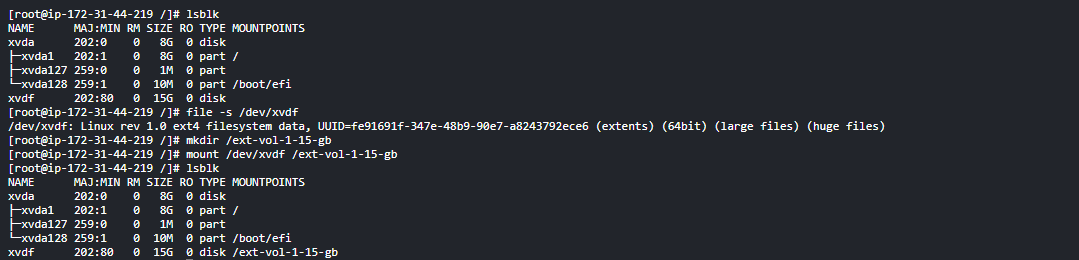 [root@ip-172-31-44-219 /]# lsblk
NAME      MAJ:MIN RM SIZE RO TYPE MOUNTPOINTS
xvda      202:0    0   8G  0 disk
├─xvda1   202:1    0   8G  0 part /
├─xvda127 259:0    0   1M  0 part
└─xvda128 259:1    0  10M  0 part /boot/efi
xvdf      202:80   0  15G  0 disk
[root@ip-172-31-44-219 /]# file -s /dev/xvdf
/dev/xvdf: Linux rev 1.0 ext4 filesystem data, UUID=fe91691f-347e-48b9-90e7-a8243792ece6 (extents) (64bit) (large files) (huge files)
[root@ip-172-31-44-219 /]# mkdir /ext-vol-1-15-gb
[root@ip-172-31-44-219 /]# mount /dev/xvdf /ext-vol-1-15-gb
[root@ip-172-31-44-219 /]# lsblk
NAME      MAJ:MIN RM SIZE RO TYPE MOUNTPOINTS
xvda      202:0    0   8G  0 disk
├─xvda1   202:1    0   8G  0 part /
├─xvda127 259:0    0   1M  0 part
└─xvda128 259:1    0  10M  0 part /boot/efi
xvdf      202:80   0  15G  0 disk /ext-vol-1-15-gb